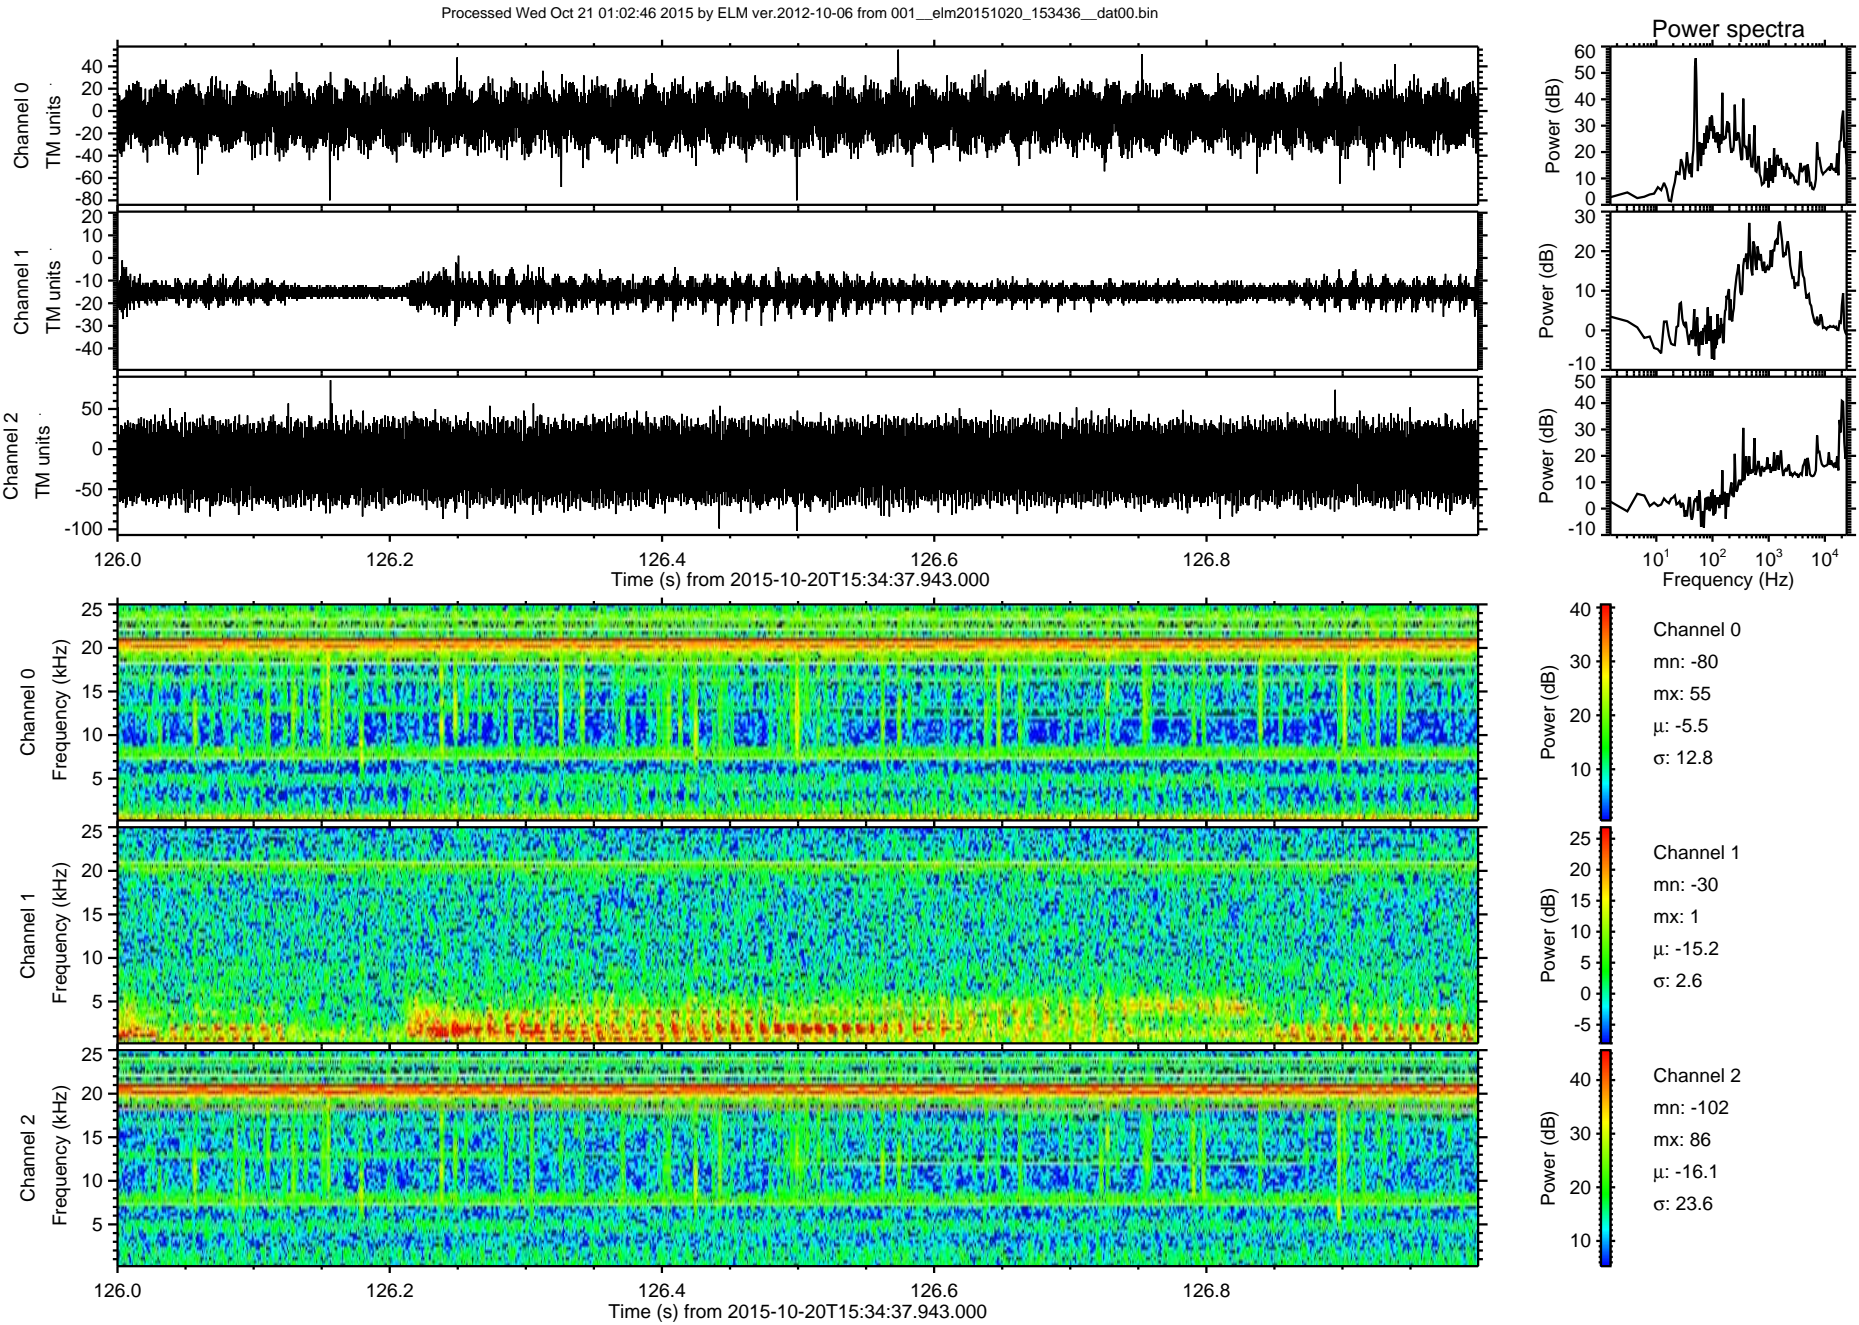 Processed Wed Oct 21 01:02:46 2015 by ELM ver.2012-10-06 from 001__elm20151020_153436__dat00.bin
Power spectra
Channel 0
TM units
40
20
0
-20
-40
-60
-80
Power (dB)
60
50
40
30
20
10
0
Channel 1
TM units
20
10
0
-10
-20
-30
-40
Power (dB)
30
20
10
0
-10
Channel 2
TM units
50
0
-50
-100
Power (dB)
50
40
30
20
10
0
-10
126.0 126.2 126.4 126.6 126.8
Time (s) from 2015-10-20T15:34:37.943.000
10¹ 10² 10³ 10⁴
Frequency (Hz)
Channel 0
Frequency (kHz)
25
20
15
10
5
Power (dB)
40
30
20
10
Channel 0
mn: -80
mx: 55
μ: -5.5
σ: 12.8
Channel 1
Frequency (kHz)
25
20
15
10
5
Power (dB)
25
20
15
10
5
0
-5
Channel 1
mn: -30
mx: 1
μ: -15.2
σ: 2.6
Channel 2
Frequency (kHz)
25
20
15
10
5
Power (dB)
40
30
20
10
Channel 2
mn: -102
mx: 86
μ: -16.1
σ: 23.6
126.0 126.2 126.4 126.6 126.8
Time (s) from 2015-10-20T15:34:37.943.000